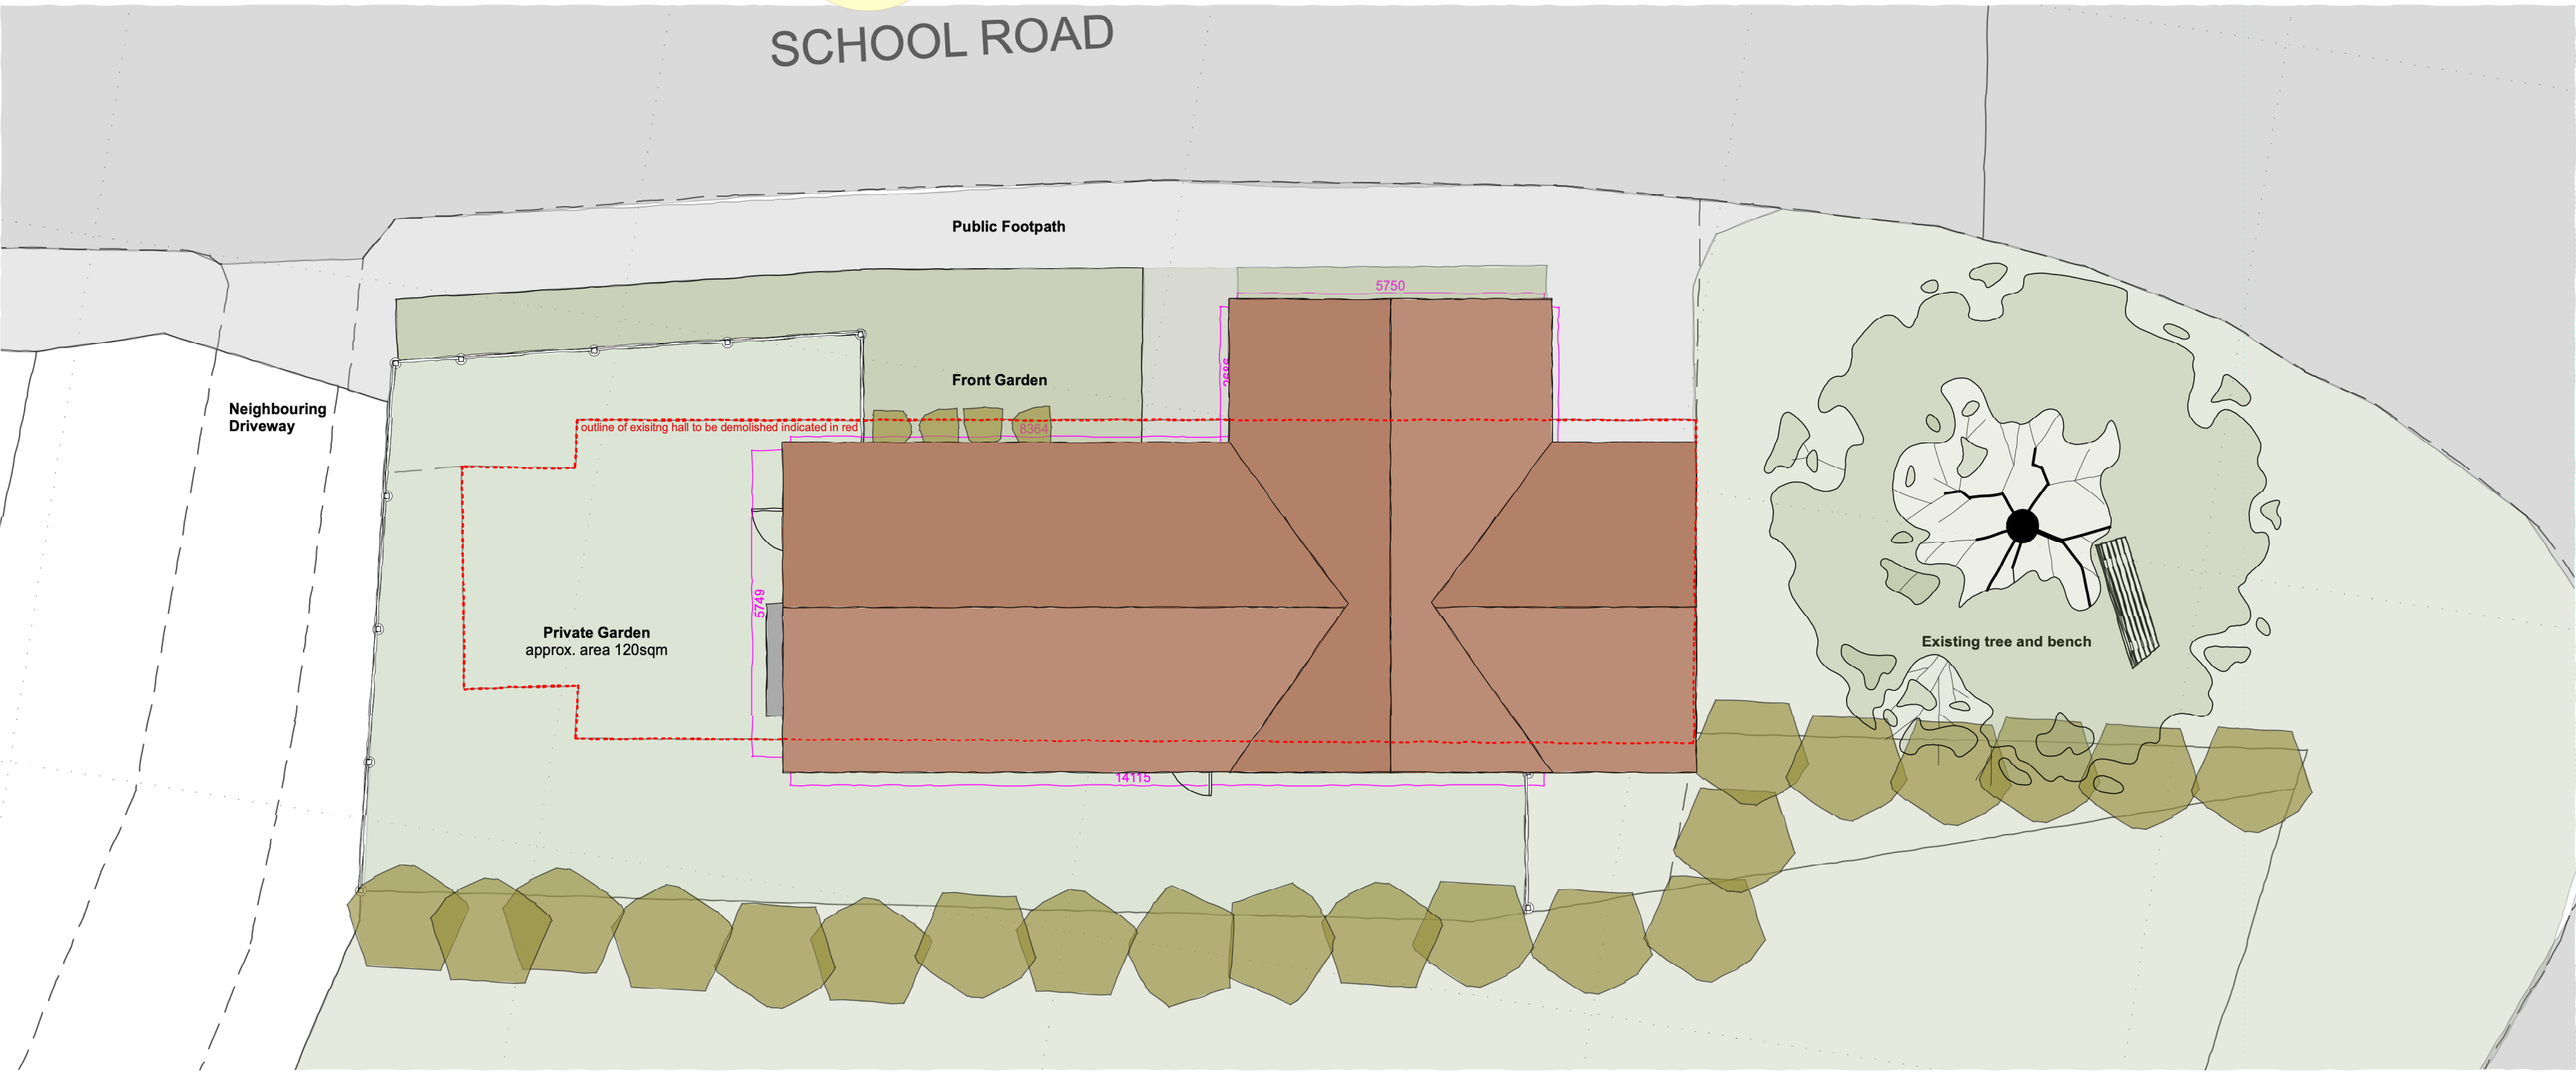 SCHOOL ROAD
Public Footpath
5750
Front Garden
Neighbouring
Driveway
outline of exisitng hall to be demolished indicated in red
8364
5749
Private Garden
approx. area 120sqm
Existing tree and bench
14115